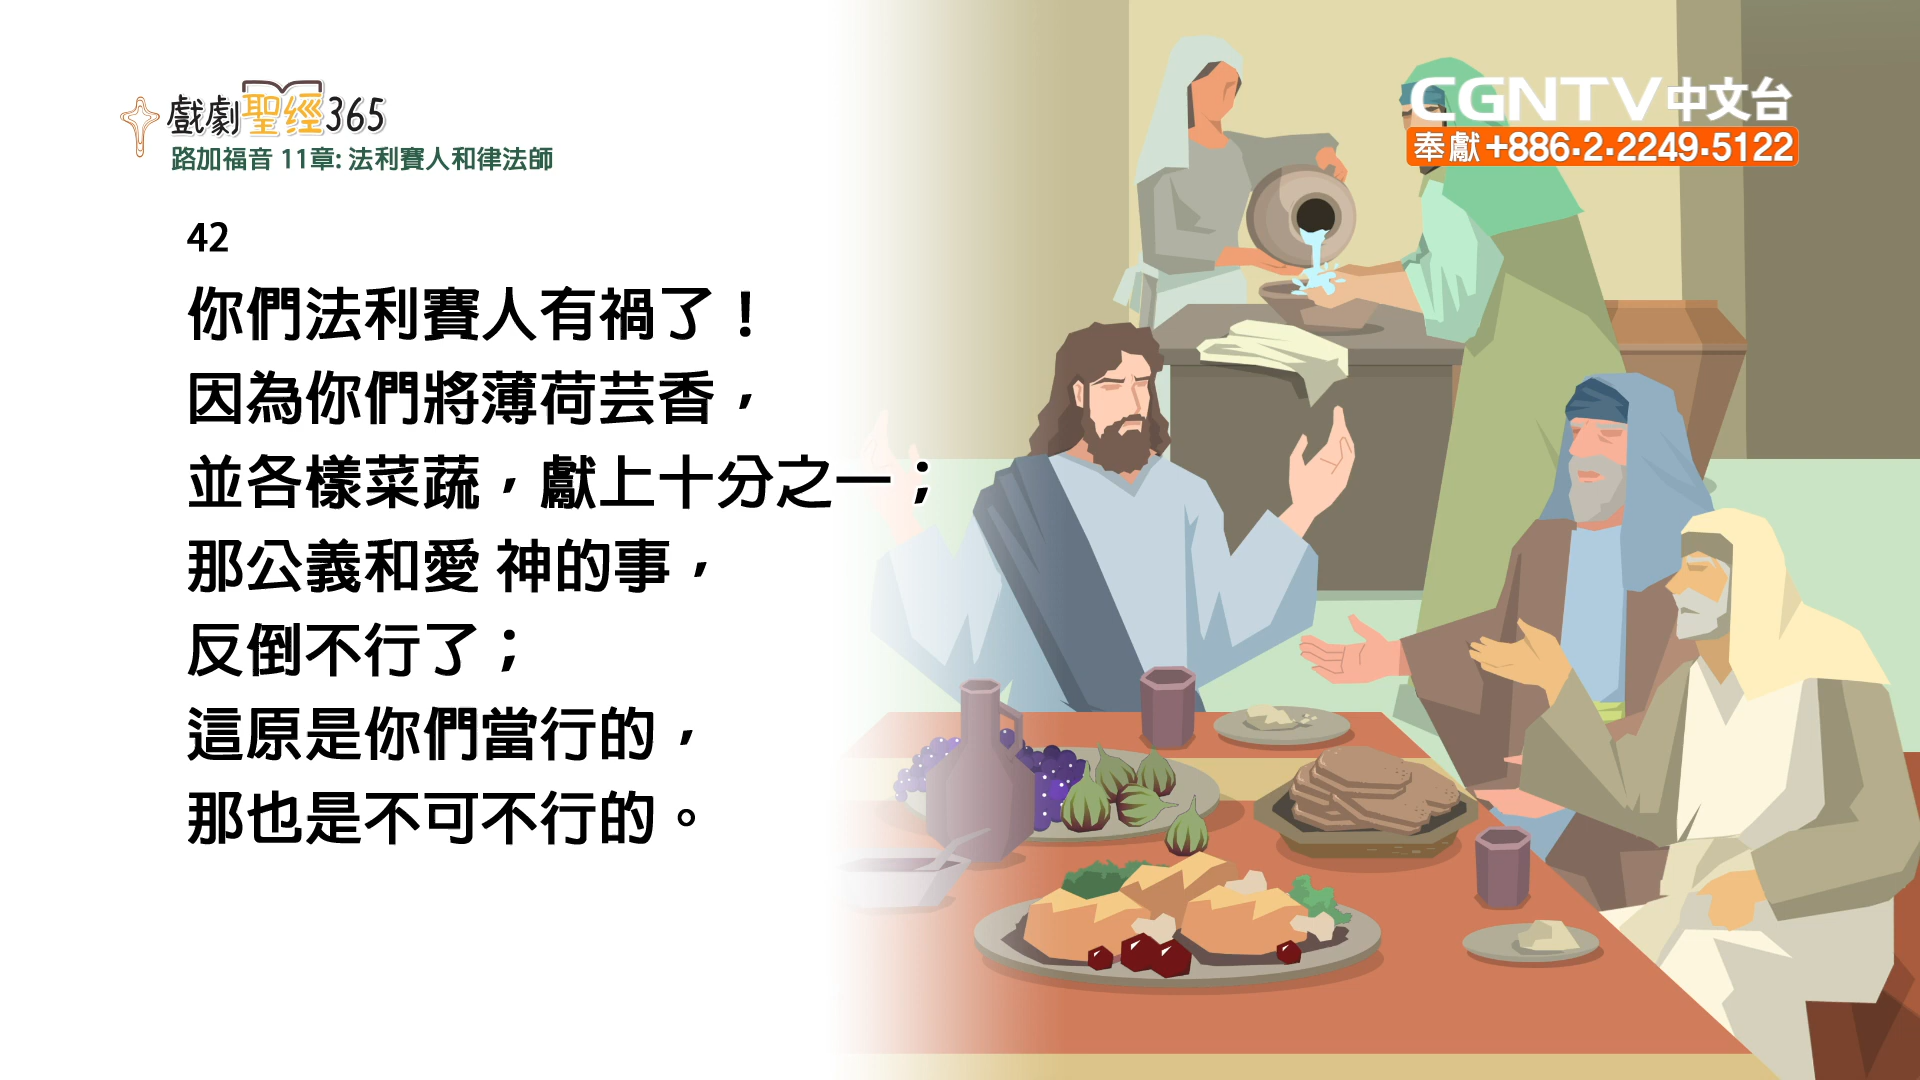 戲劇聖經365
路加福音 11章: 法利賽人和律法師
CGNTV中文台
奉獻 +886·2·2249·5122
42
你們法利賽人有禍了！
因為你們將薄荷芸香，
並各樣菜蔬，獻上十分之一；
那公義和愛 神的事，
反倒不行了；
這原是你們當行的，
那也是不可不行的。